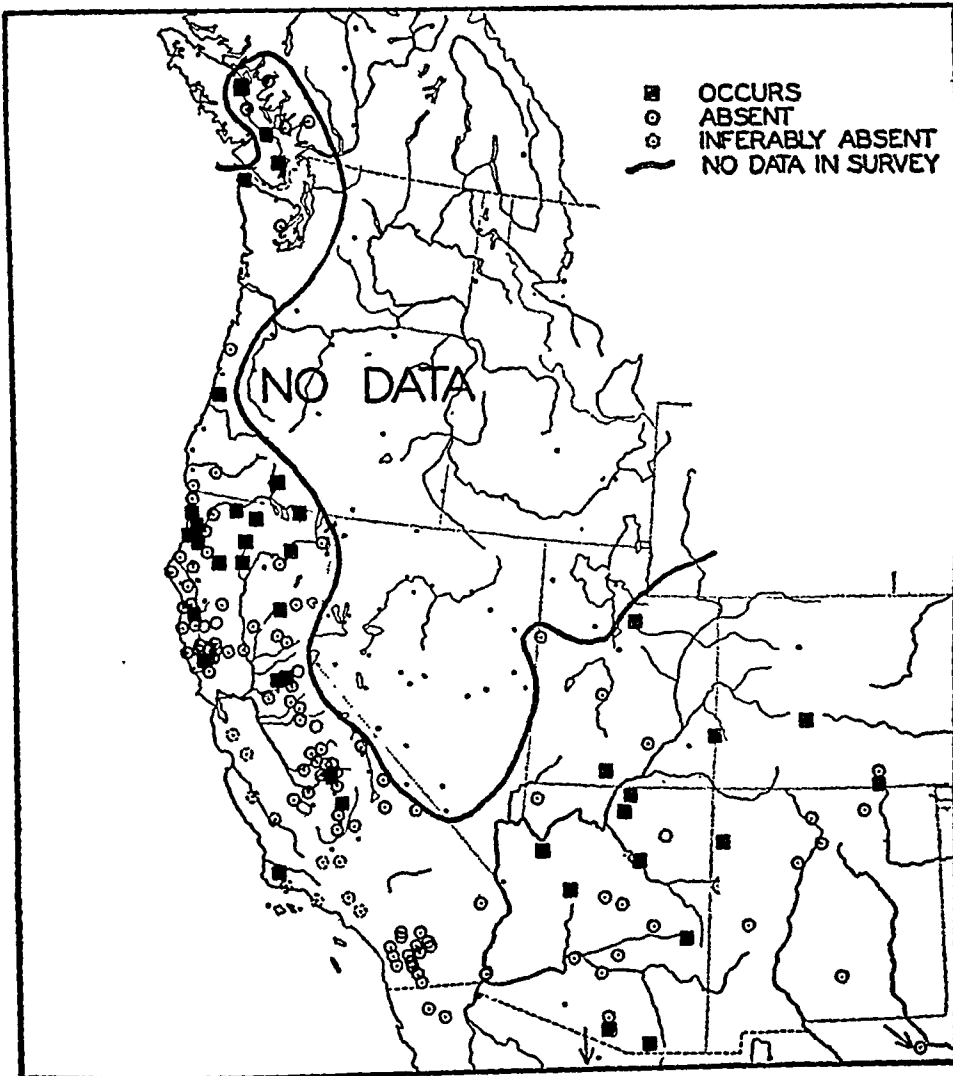 OCCURS
ABSENT
INFERABLY ABSENT
NO DATA IN SURVEY
NO DATA